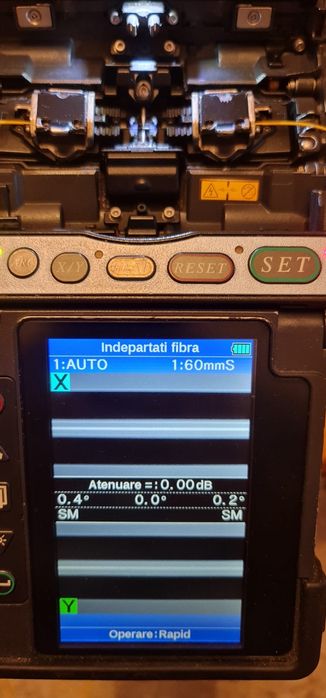 X/Y
HEAT
RESET
SET
Indepartati fibra
1:AUTO 1:60mmS
X
Atenuare =:0.00dB
0.4° 0.0° 0.2°
SM SM
Y
Operare:Rapid